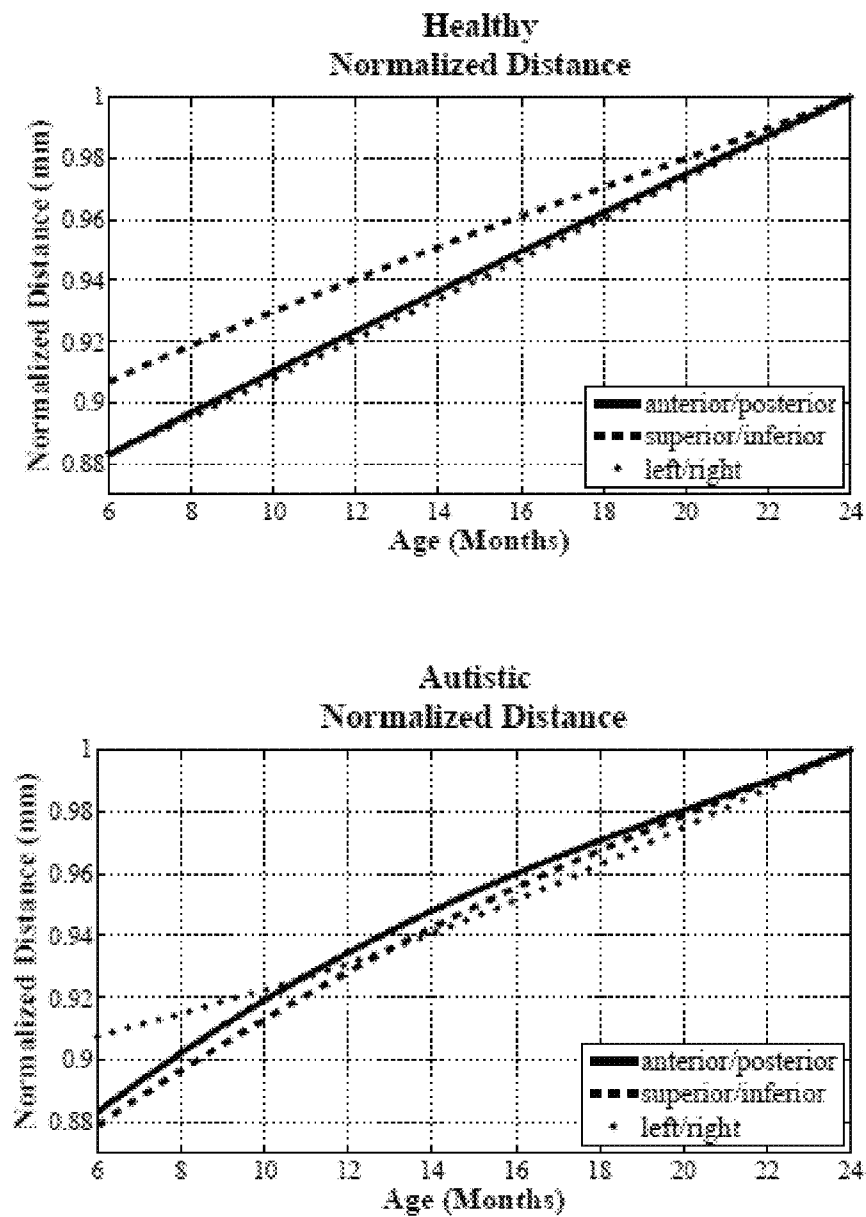 Healthy
Normalized Distance
1
0.98
0.96
0.94
0.92
0.9
0.88
Normalized Distance (mm)
anterior/posterior
superior/inferior
left/right
6 8 10 12 14 16 18 20 22 24
Age (Months)
Autistic
Normalized Distance
1
0.98
0.96
0.94
0.92
0.9
0.88
Normalized Distance (mm)
anterior/posterior
superior/inferior
left/right
6 8 10 12 14 16 18 20 22 24
Age (Months)